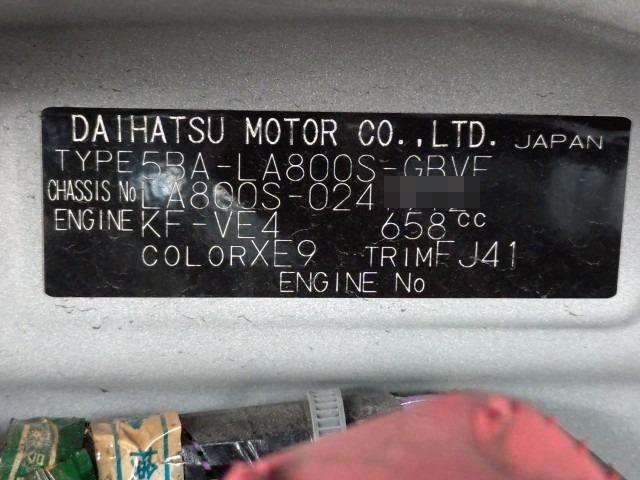 DAIHATSU MOTOR CO.,LTD. JAPAN
TYPE 5BA-LA800S-GBVF
CHASSIS No LA800S-024
ENGINE KF-VE4 658cc
COLOR XE9 TRIM FJ41
ENGINE No